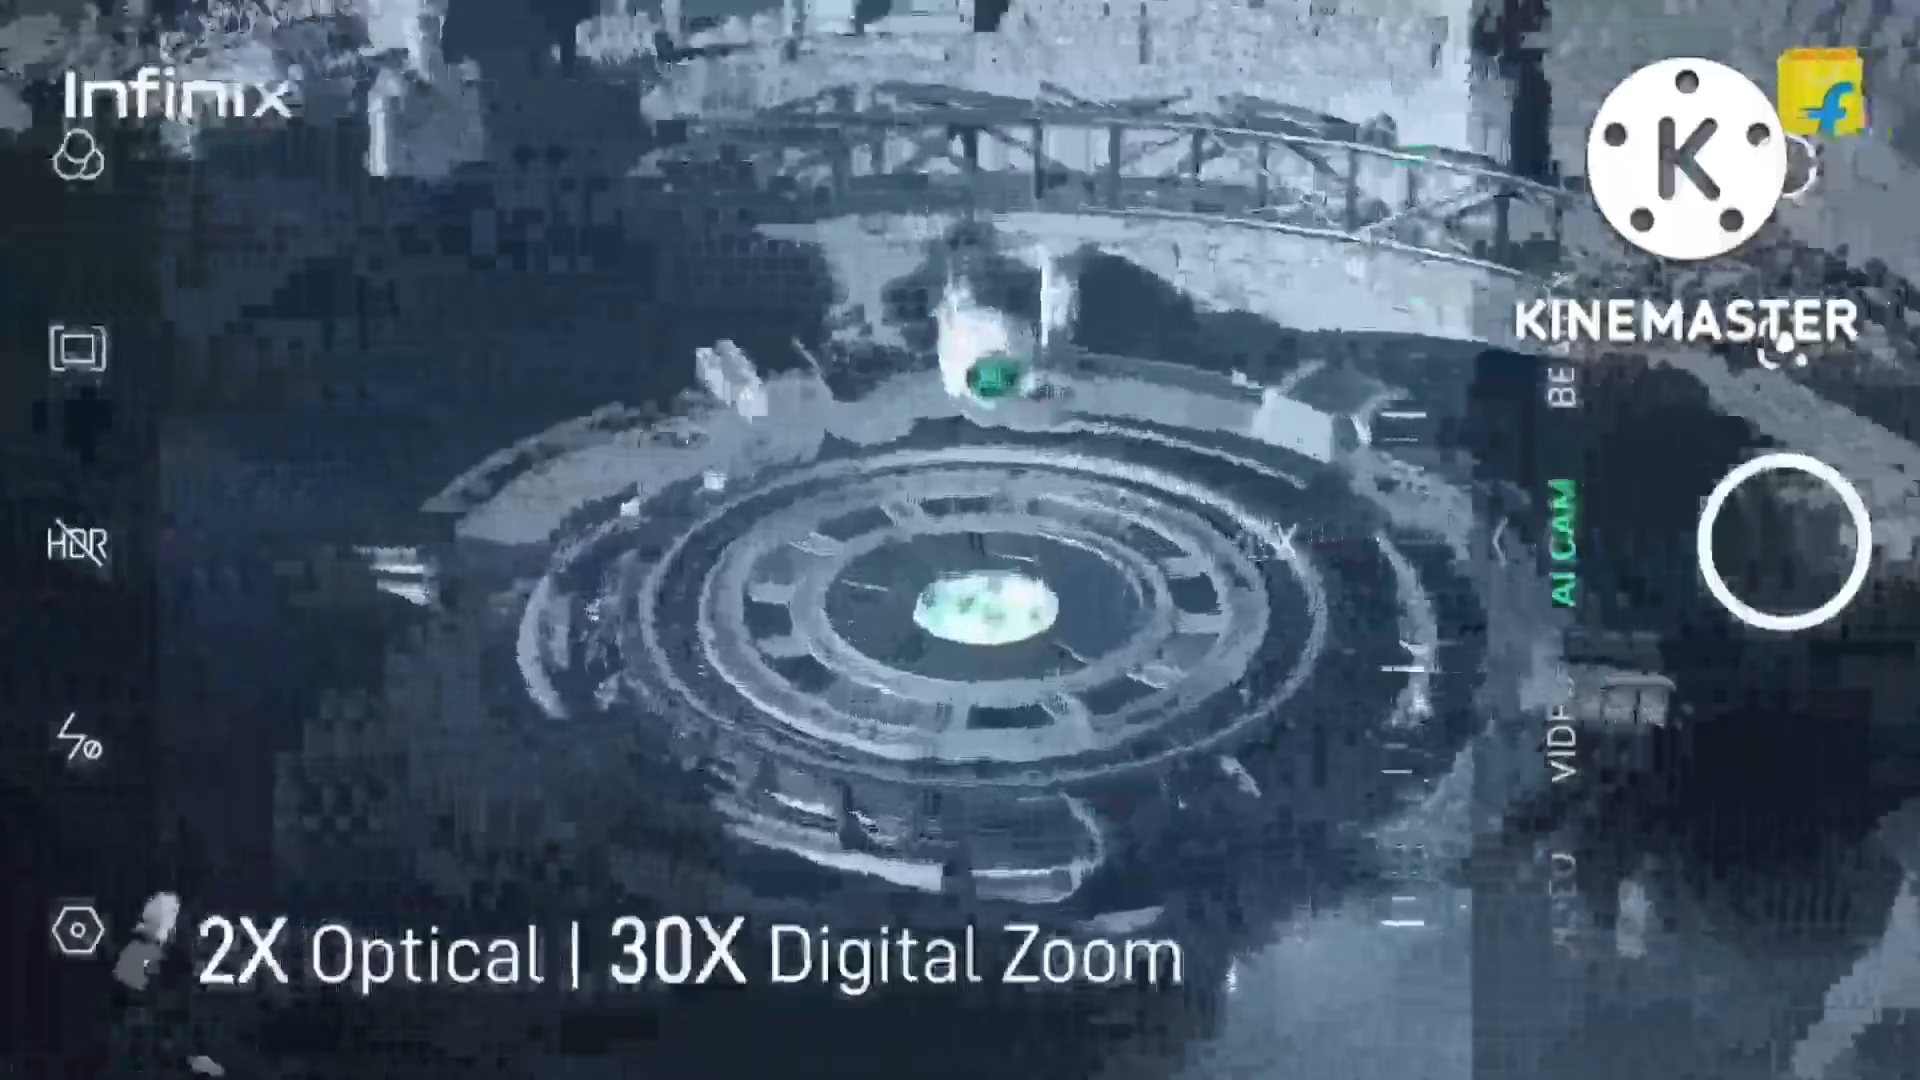 Infinix
K
f
KINEMASTER
HDR
AI CAM
2X Optical | 30X Digital Zoom